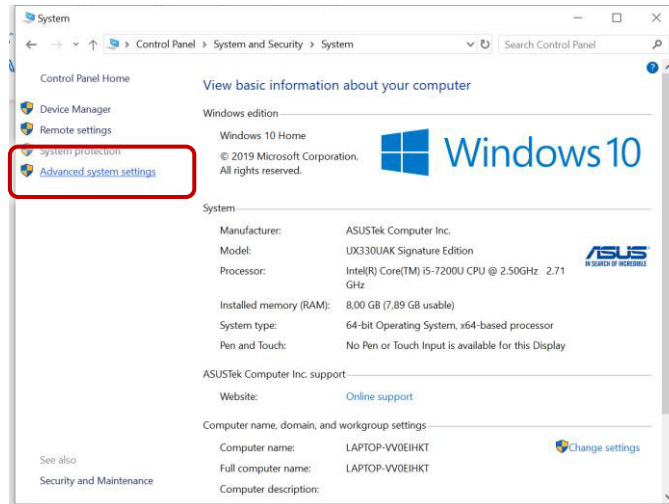 System
Control Panel > System and Security > System
Search Control Panel
Control Panel Home
Device Manager
Remote settings
System protection
Advanced system settings
View basic information about your computer
Windows edition
Windows 10 Home
© 2019 Microsoft Corporation.
All rights reserved.
Windows 10
System
Manufacturer: ASUSTek Computer Inc.
Model: UX330UAK Signature Edition
Processor: Intel(R) Core(TM) i5-7200U CPU @ 2.50GHz 2.71
GHz
Installed memory (RAM): 8,00 GB (7,89 GB usable)
System type: 64-bit Operating System, x64-based processor
Pen and Touch: No Pen or Touch Input is available for this Display
ASUS
IN SEARCH OF INCREDIBLE
ASUSTek Computer Inc. support
Website: Online support
Computer name, domain, and workgroup settings
Computer name: LAPTOP-VV0EIHKT
Change settings
Full computer name: LAPTOP-VV0EIHKT
Computer description:
See also
Security and Maintenance